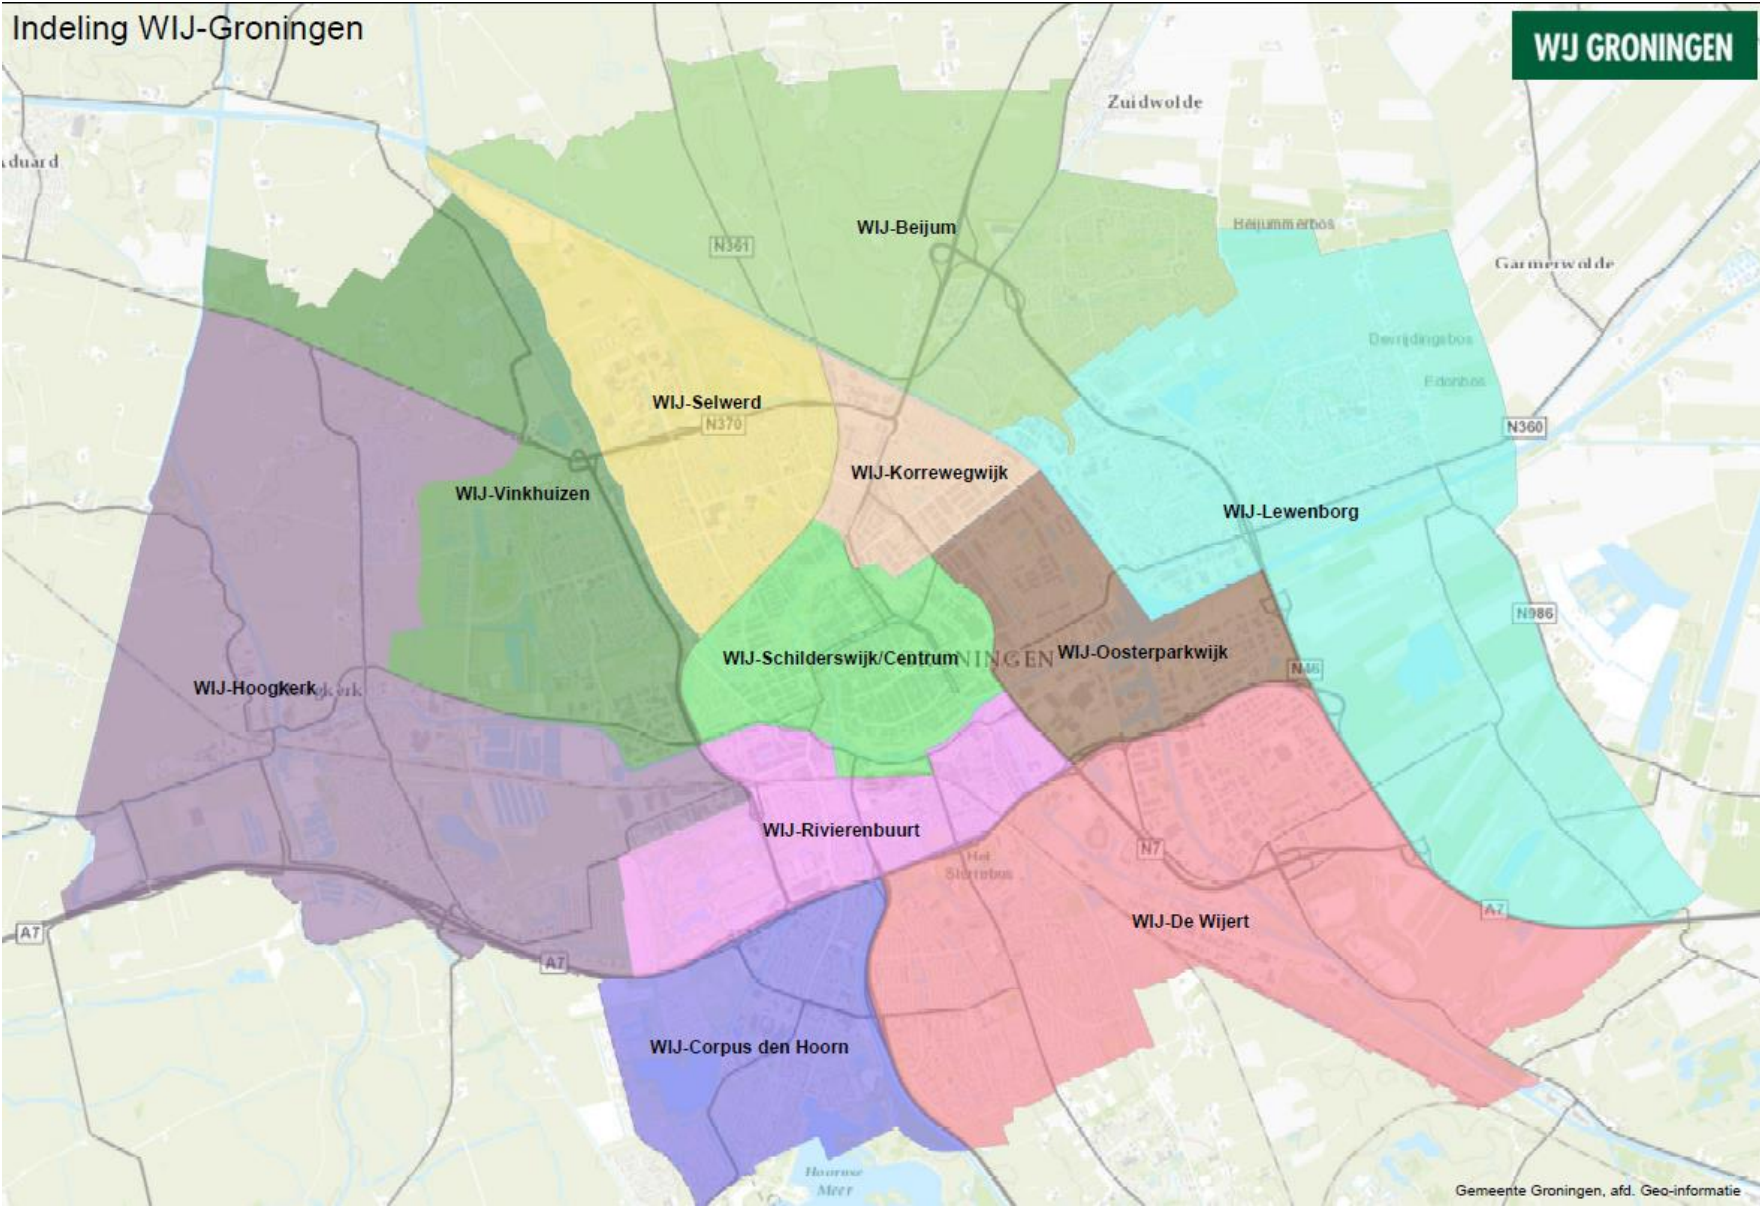 Indeling WIJ-Groningen
WIJ GRONINGEN
Zuidwolde
WIJ-Beijum
Beijummerbos
N361
Garmerwolde
WIJ-Selwerd
N370
N360
WIJ-Korrewegwijk
WIJ-Vinkhuizen
WIJ-Lewenborg
N986
WIJ-Schilderswijk/Centrum
WIJ-Oosterparkwijk
N46
WIJ-Hoogkerk
WIJ-Rivierenbuurt
N7
A7
WIJ-De Wijert
A7
A7
WIJ-Corpus den Hoorn
Hoornse
Meer
Gemeente Groningen, afd. Geo-informatie